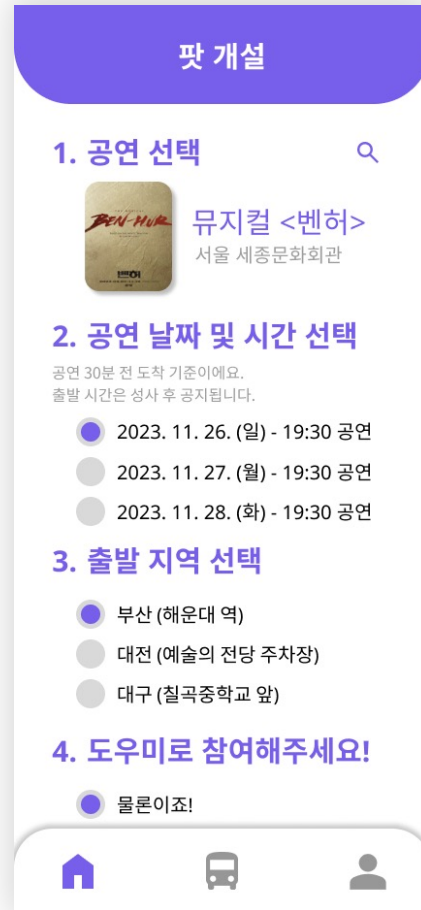 팟 개설
1. 공연 선택
BEN-HUR
벤허
뮤지컬 <벤허>
서울 세종문화회관
2. 공연 날짜 및 시간 선택
공연 30분 전 도착 기준이에요.
출발 시간은 성사 후 공지됩니다.
2023. 11. 26. (일) - 19:30 공연
2023. 11. 27. (월) - 19:30 공연
2023. 11. 28. (화) - 19:30 공연
3. 출발 지역 선택
부산 (해운대 역)
대전 (예술의 전당 주차장)
대구 (칠곡중학교 앞)
4. 도우미로 참여해주세요!
물론이죠!